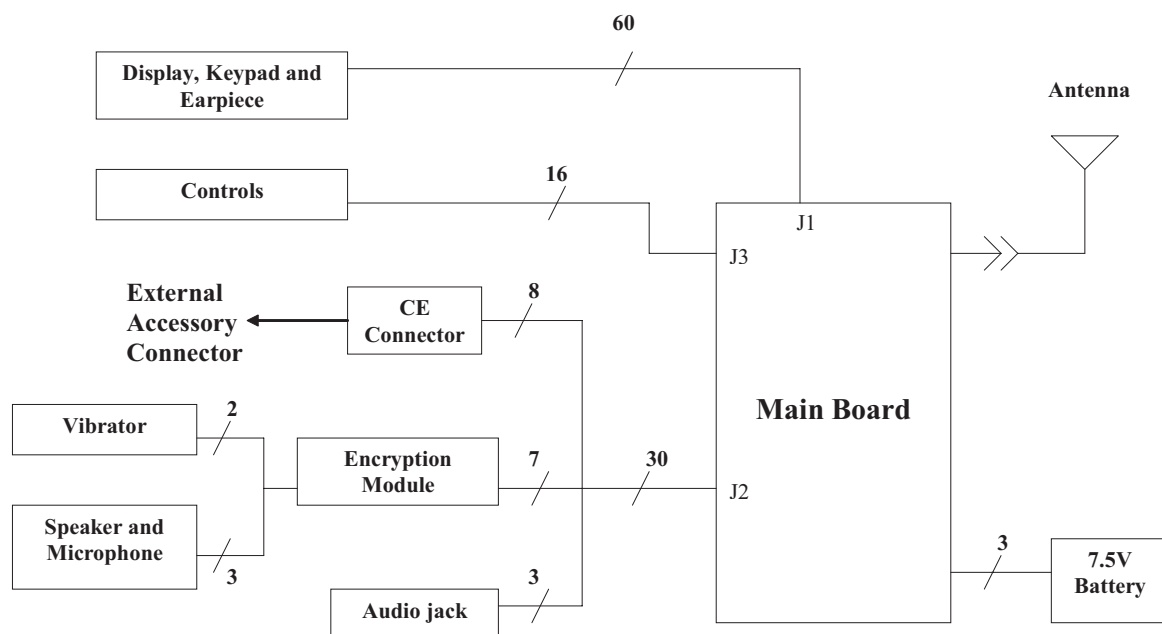 60
Display, Keypad and
Earpiece
Antenna
Controls
16
J1
J3
External
Accessory
Connector
CE
Connector
8
Main Board
Vibrator
2
Encryption
Module
7
30
J2
Speaker and
Microphone
3
Audio jack
3
3
7.5V
Battery